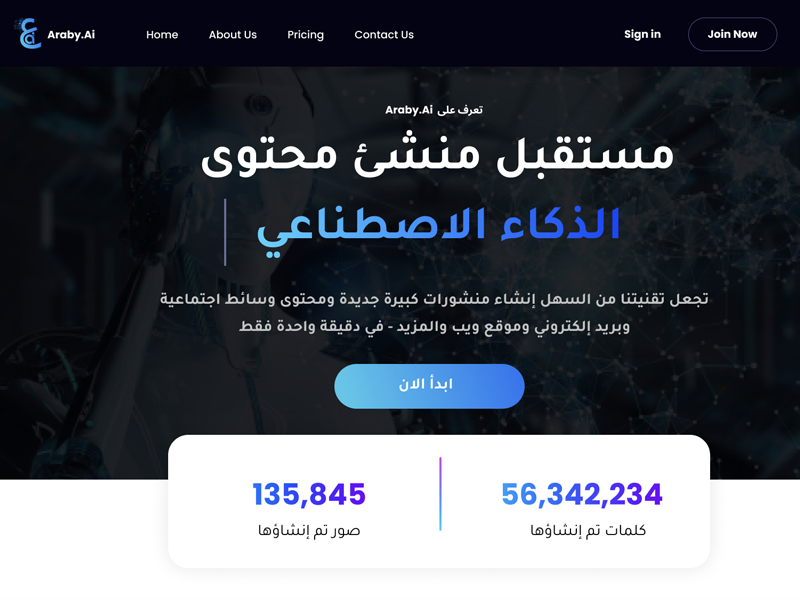 Araby.Ai
Home
About Us
Pricing
Contact Us
Sign in
Join Now
تعرف على Araby.Ai
مستقبل منشئ محتوى
الذكاء الاصطناعي
تجعل تقنيتنا من السهل إنشاء منشورات كبيرة جديدة ومحتوى وسائط اجتماعية
وبريد إلكتروني وموقع ويب والمزيد - في دقيقة واحدة فقط
ابدأ الان
56,342,234
كلمات تم إنشاؤها
135,845
صور تم إنشاؤها